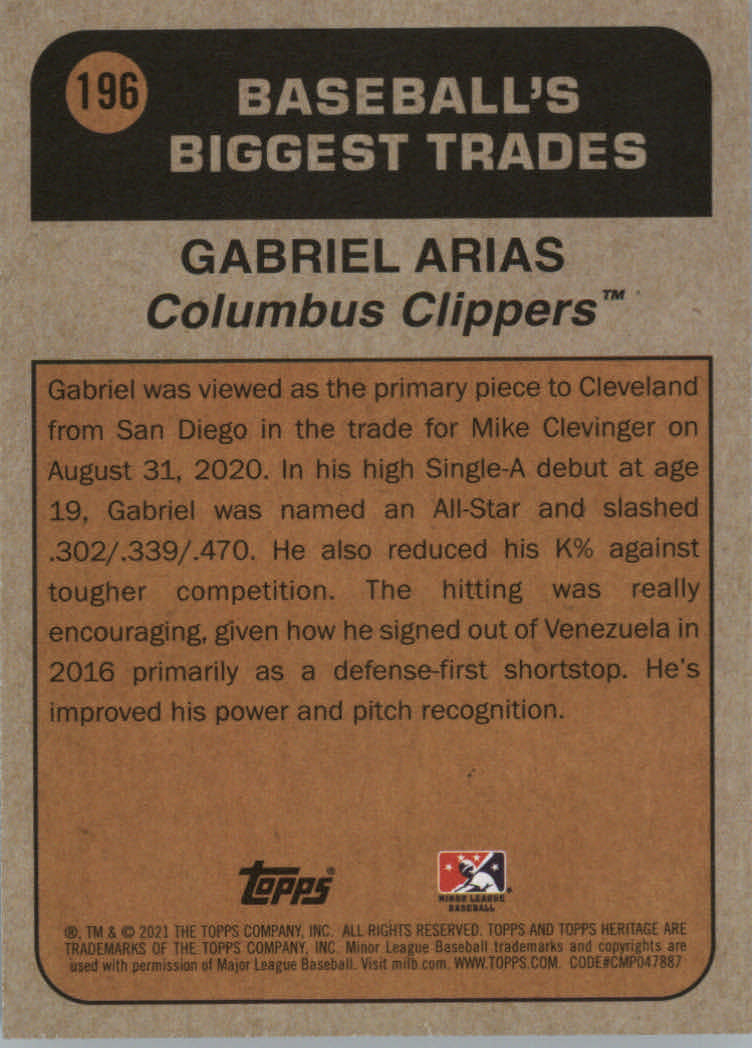 196
BASEBALL'S
BIGGEST TRADES
GABRIEL ARIAS
Columbus Clippers™
Gabriel was viewed as the primary piece to Cleveland
from San Diego in the trade for Mike Clevinger on
August 31, 2020. In his high Single-A debut at age
19, Gabriel was named an All-Star and slashed
.302/.339/.470. He also reduced his K% against
tougher competition. The hitting was really
encouraging, given how he signed out of Venezuela in
2016 primarily as a defense-first shortstop. He's
improved his power and pitch recognition.
topps®
MINOR LEAGUE
BASEBALL
®, TM & © 2021 THE TOPPS COMPANY, INC. ALL RIGHTS RESERVED. TOPPS AND TOPPS HERITAGE ARE
TRADEMARKS OF THE TOPPS COMPANY, INC. Minor League Baseball trademarks and copyrights are
used with permission of Major League Baseball. Visit milb.com. WWW.TOPPS.COM. CODE#CMP047887